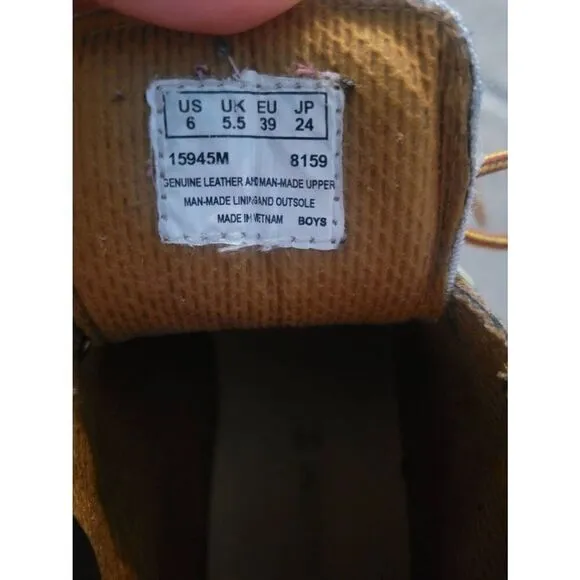 US UK EU JP
6 5.5 39 24
15945M 8159
GENUINE LEATHER AND MAN-MADE UPPER
MAN-MADE LINING AND OUTSOLE
MADE IN VIETNAM BOYS